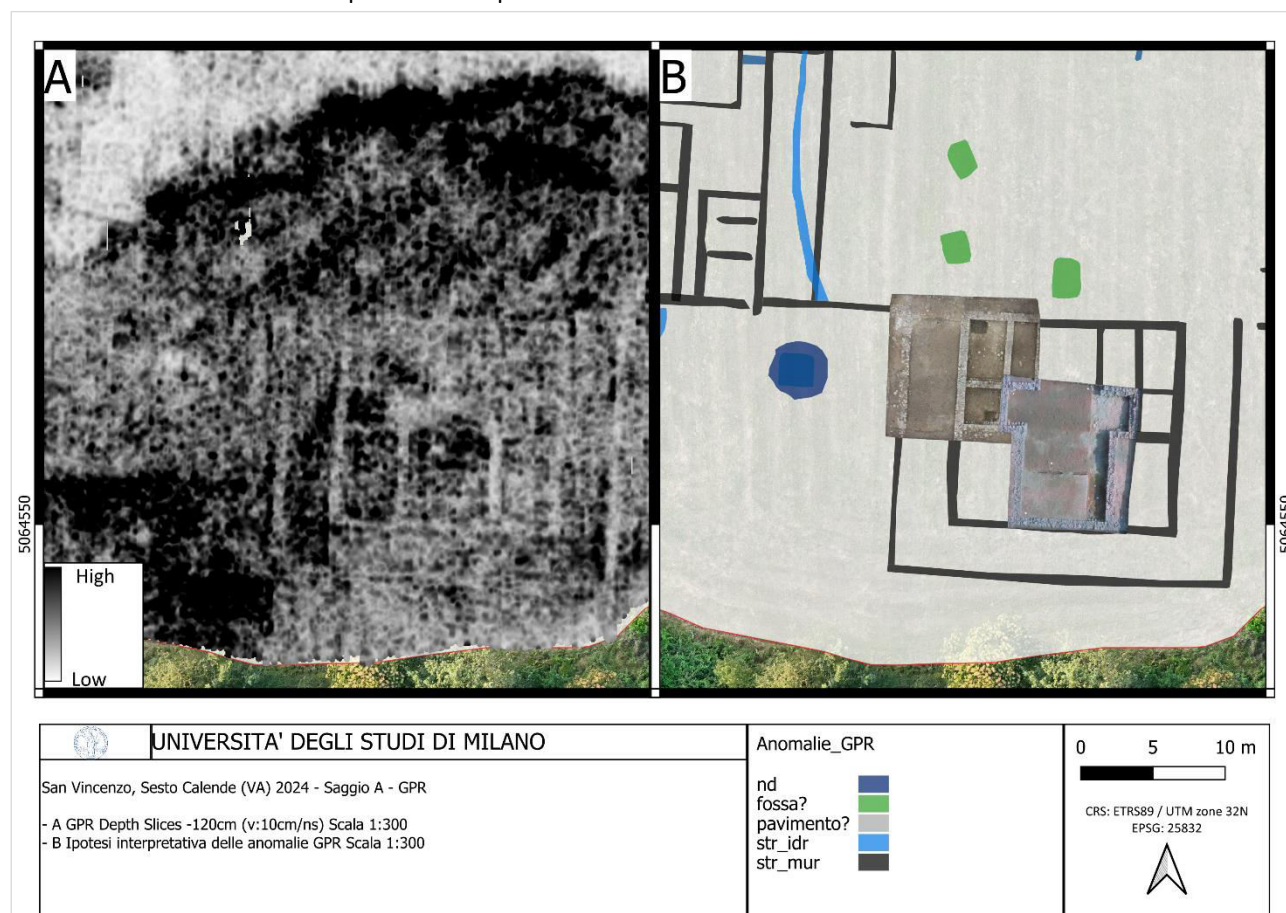 A
B
5064550
5064550
High
Low
UNIVERSITA' DEGLI STUDI DI MILANO
San Vincenzo, Sesto Calende (VA) 2024 - Saggio A - GPR
- A GPR Depth Slices -120cm (v:10cm/ns) Scala 1:300
- B Ipotesi interpretativa delle anomalie GPR Scala 1:300
Anomalie_GPR
nd
fossa?
pavimento?
str_idr
str_mur
0 5 10 m
CRS: ETRS89 / UTM zone 32N
EPSG: 25832